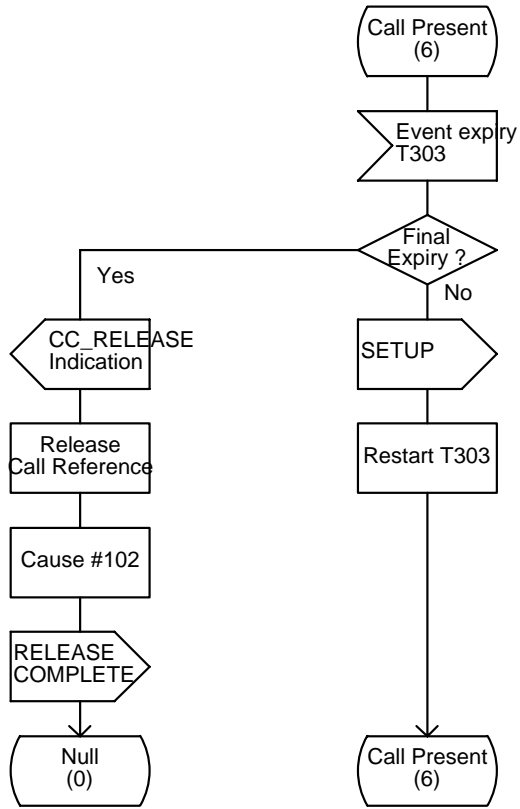 Call Present
(6)
Event expiry
T303
Final
Expiry ?
Yes
No
CC_RELEASE
Indication
SETUP
Release
Call Reference
Restart T303
Cause #102
RELEASE
COMPLETE
Null
(0)
Call Present
(6)